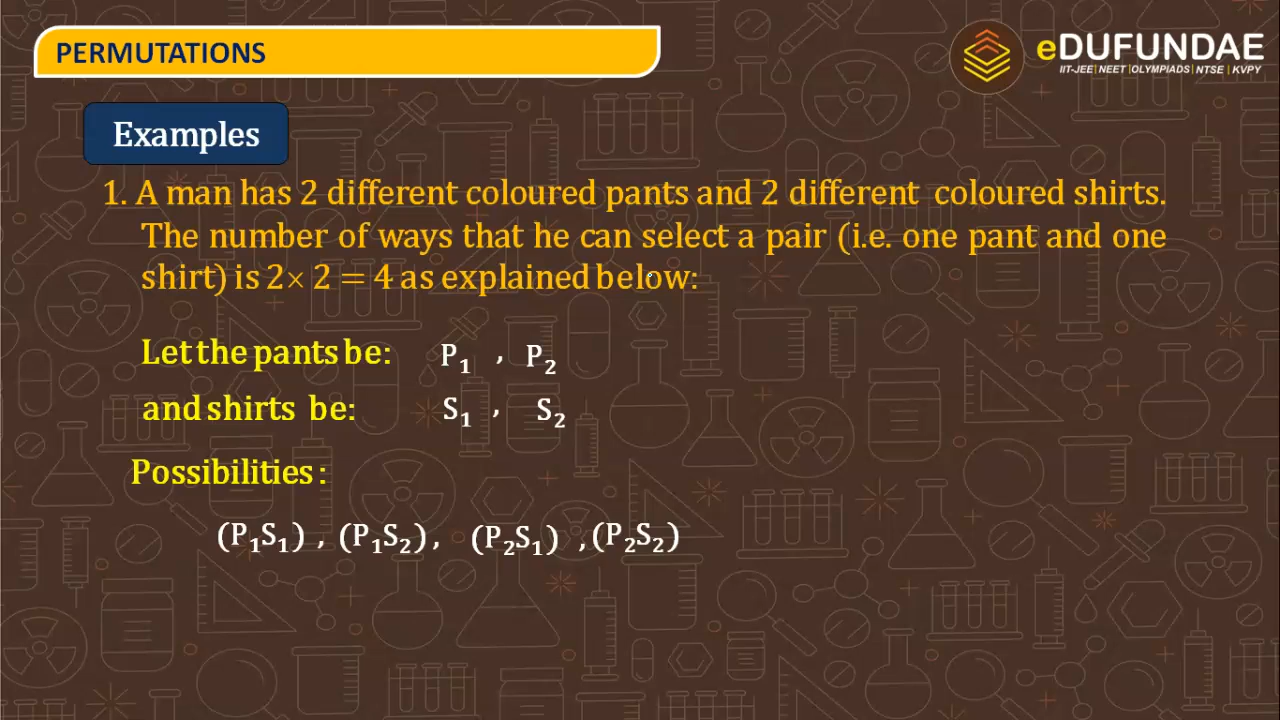 PERMUTATIONS
eDUFUNDAE
IIT-JEE|NEET|OLYMPIADS|NTSE|KVPY
Examples
1. A man has 2 different coloured pants and 2 different coloured shirts.
The number of ways that he can select a pair (i.e. one pant and one
shirt) is 2× 2 = 4 as explained below:
Let the pants be: P₁ , P₂
and shirts be: S₁ , S₂
Possibilities :
(P₁S₁) , (P₁S₂) , (P₂S₁) , (P₂S₂)